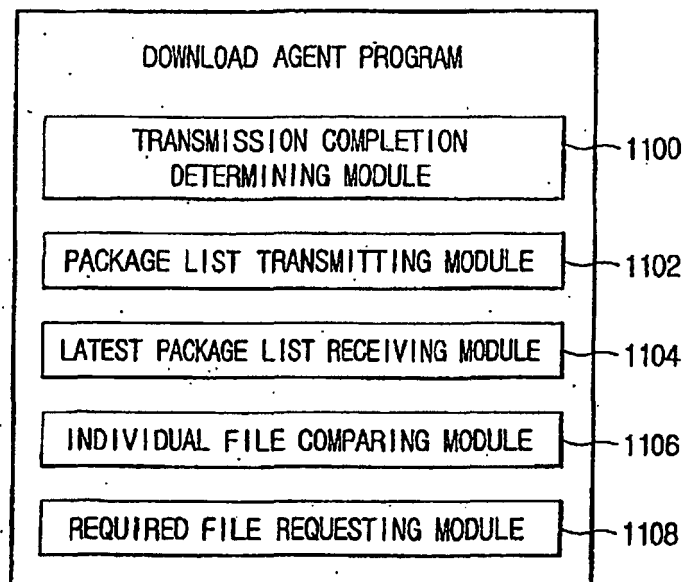 DOWNLOAD AGENT PROGRAM
TRANSMISSION COMPLETION
DETERMINING MODULE
1100
PACKAGE LIST TRANSMITTING MODULE
1102
LATEST PACKAGE LIST RECEIVING MODULE
1104
INDIVIDUAL FILE COMPARING MODULE
1106
REQUIRED FILE REQUESTING MODULE
1108